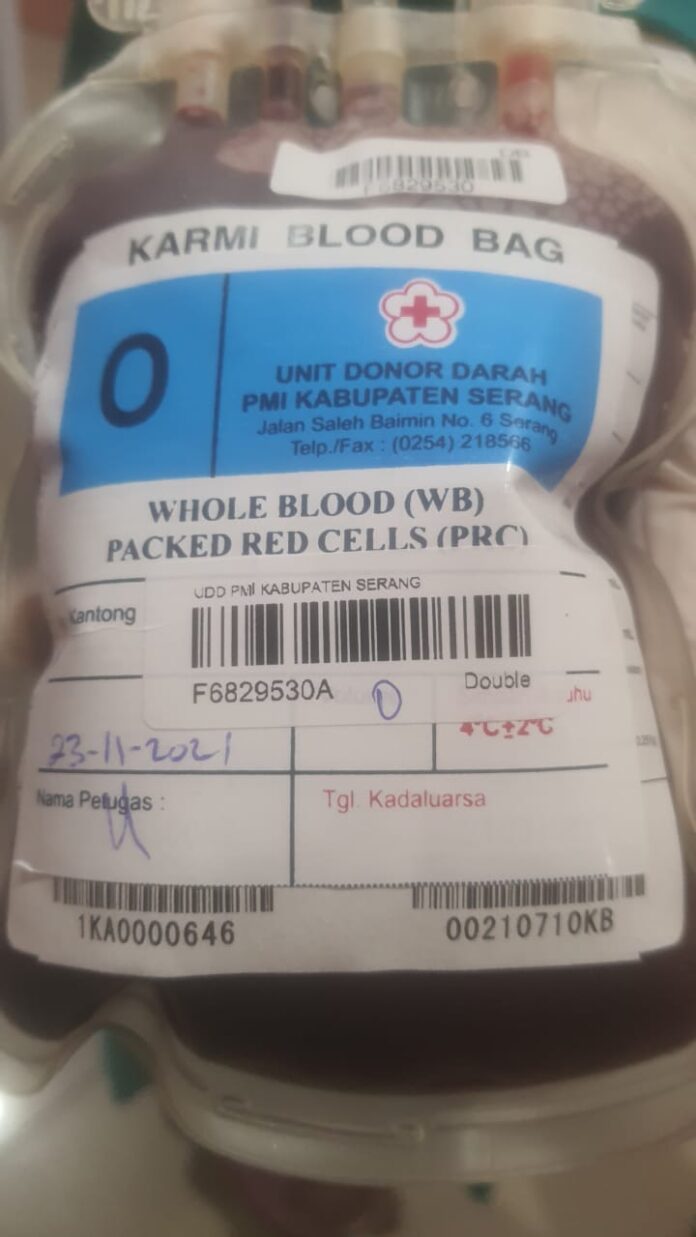 F6829530
KARMI BLOOD BAG
O
UNIT DONOR DARAH
PMI KABUPATEN SERANG
Jalan Saleh Baimin No. 6 Serang
Telp./Fax : (0254) 218566
WHOLE BLOOD (WB)
PACKED RED CELLS (PRC)
UDD PMI KABUPATEN SERANG
Kantong
F6829530A
O
Double
4°C±2°C
23-11-2021
Nama Petugas :
Tgl. Kadaluarsa
1KA0000646
00210710KB